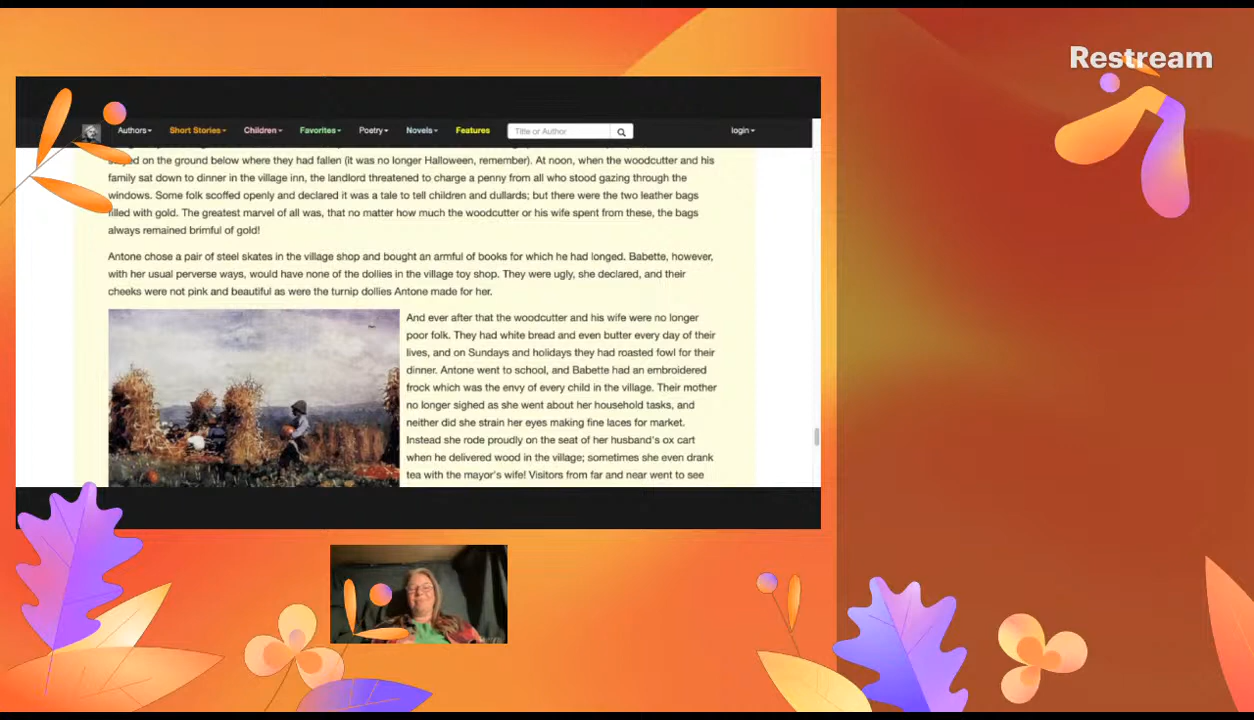 Restream
Authors Short Stories Children Favorites Poetry Novels Features Title or Author login
on the ground below where they had fallen (it was no longer Halloween, remember). At noon, when the woodcutter and his
family sat down to dinner in the village inn, the landlord threatened to charge a penny from all who stood gazing through the
windows. Some folk scoffed openly and declared it was a tale to tell children and dullards; but there were the two leather bags
filled with gold. The greatest marvel of all was, that no matter how much the woodcutter or his wife spent from these, the bags
always remained brimful of gold!
Antone chose a pair of steel skates in the village shop and bought an armful of books for which he had longed. Babette, however,
with her usual perverse ways, would have none of the dollies in the village toy shop. They were ugly, she declared, and their
cheeks were not pink and beautiful as were the turnip dollies Antone made for her.
And ever after that the woodcutter and his wife were no longer
poor folk. They had white bread and even butter every day of their
lives, and on Sundays and holidays they had roasted fowl for their
dinner. Antone went to school, and Babette had an embroidered
frock which was the envy of every child in the village. Their mother
no longer sighed as she went about her household tasks, and
neither did she strain her eyes making fine laces for market.
Instead she rode proudly on the seat of her husband's ox cart
when he delivered wood in the village; sometimes she even drank
tea with the mayor's wife! Visitors from far and near went to see